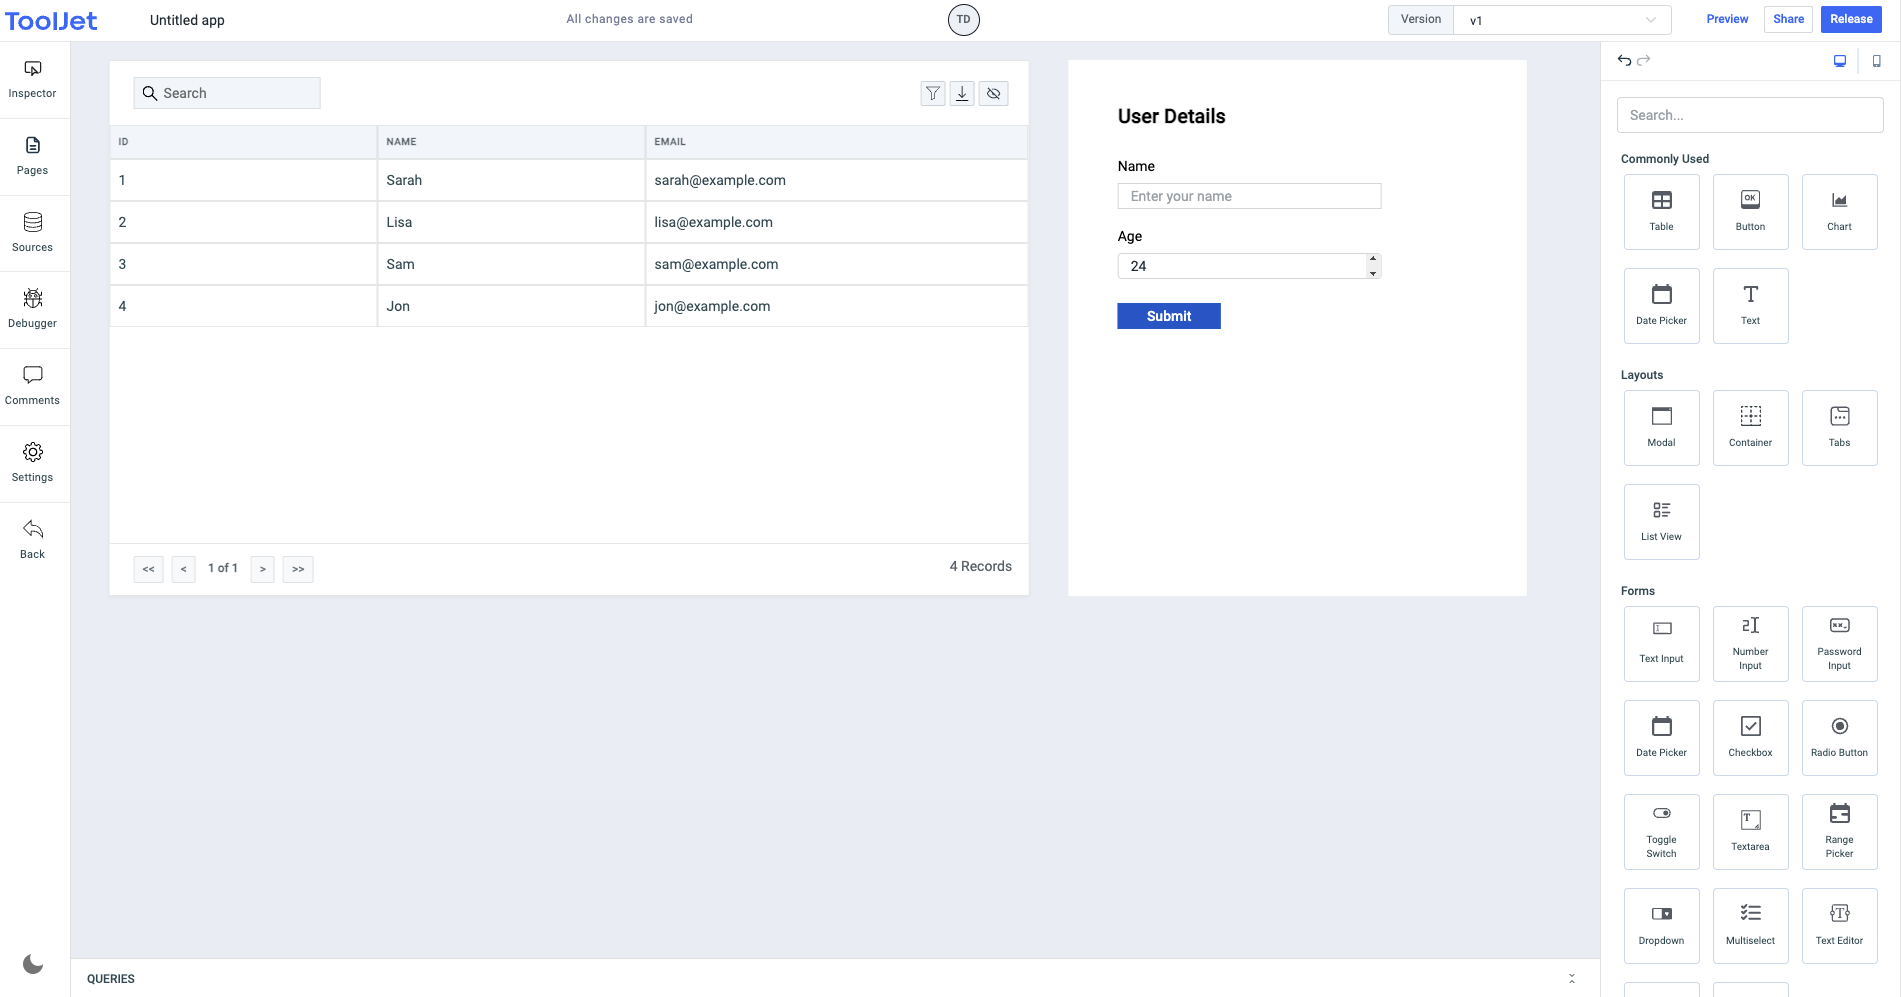 ToolJet
Untitled app
All changes are saved
TD
Version
v1
Preview
Share
Release
Inspector
Pages
Sources
Debugger
Comments
Settings
Back
Search
ID NAME EMAIL
1 Sarah sarah@example.com
2 Lisa lisa@example.com
3 Sam sam@example.com
4 Jon jon@example.com
<< < 1 of 1 > >>
4 Records
User Details
Name
Enter your name
Age
24
Submit
QUERIES
Search...
Commonly Used
OK
Table Button Chart
Date Picker Text
Layouts
Modal Container Tabs
List View
Forms
Text Input
Number
Input
Password
Input
Date Picker Checkbox Radio Button
Toggle
Switch
Textarea
Range
Picker
Dropdown Multiselect Text Editor